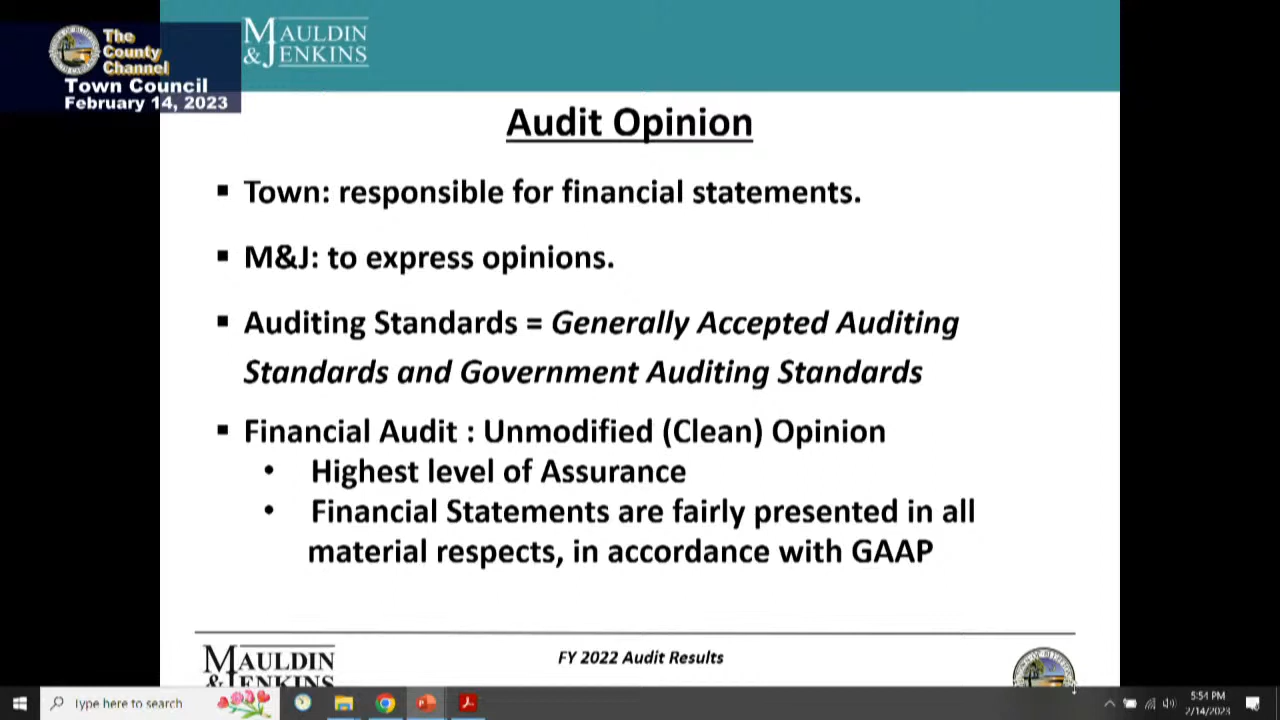 The
County
Channel
Town Council
February 14, 2023
MAULDIN
&JENKINS
Audit Opinion
▪ Town: responsible for financial statements.
▪ M&J: to express opinions.
▪ Auditing Standards = Generally Accepted Auditing
Standards and Government Auditing Standards
▪ Financial Audit : Unmodified (Clean) Opinion
• Highest level of Assurance
• Financial Statements are fairly presented in all
material respects, in accordance with GAAP
MAULDIN
&JENKINS
FY 2022 Audit Results
Type here to search
5:54 PM
2/14/2023